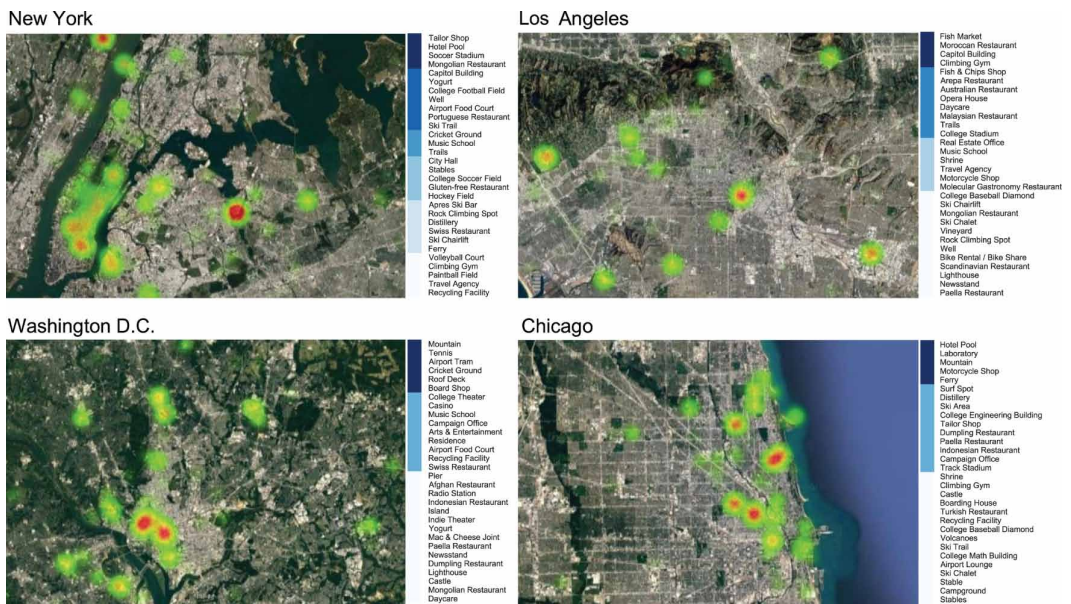 New York
Tailor Shop
Hotel Pool
Soccer Stadium
Mongolian Restaurant
Capitol Building
Yogurt
College Football Field
Well
Airport Food Court
Portuguese Restaurant
Ski Trail
Cricket Ground
Music School
Trails
City Hall
Stables
College Soccer Field
Gluten-free Restaurant
Hockey Field
Apres Ski Bar
Rock Climbing Spot
Distillery
Swiss Restaurant
Ski Chairlift
Ferry
Volleyball Court
Climbing Gym
Paintball Field
Travel Agency
Recycling Facility
Los Angeles
Fish Market
Moroccan Restaurant
Capitol Building
Climbing Gym
Fish & Chips Shop
Arepa Restaurant
Australian Restaurant
Opera House
Daycare
Malaysian Restaurant
Trails
College Stadium
Real Estate Office
Music School
Shrine
Travel Agency
Motorcycle Shop
Molecular Gastronomy Restaurant
College Baseball Diamond
Ski Chairlift
Mongolian Restaurant
Ski Chalet
Vineyard
Rock Climbing Spot
Well
Bike Rental / Bike Share
Scandinavian Restaurant
Lighthouse
Newsstand
Paella Restaurant
Washington D.C.
Mountain
Tennis
Airport Tram
Cricket Ground
Roof Deck
Board Shop
College Theater
Casino
Music School
Campaign Office
Arts & Entertainment
Residence
Airport Food Court
Recycling Facility
Swiss Restaurant
Pier
Afghan Restaurant
Radio Station
Indonesian Restaurant
Island
Indie Theater
Yogurt
Mac & Cheese Joint
Paella Restaurant
Newsstand
Dumpling Restaurant
Lighthouse
Castle
Mongolian Restaurant
Daycare
Chicago
Hotel Pool
Laboratory
Mountain
Motorcycle Shop
Ferry
Surf Spot
Distillery
Ski Area
College Engineering Building
Tailor Shop
Dumpling Restaurant
Paella Restaurant
Indonesian Restaurant
Campaign Office
Track Stadium
Shrine
Climbing Gym
Castle
Boarding House
Turkish Restaurant
Recycling Facility
College Baseball Diamond
Volcanoes
Ski Trail
College Math Building
Airport Lounge
Ski Chalet
Stable
Campground
Stables